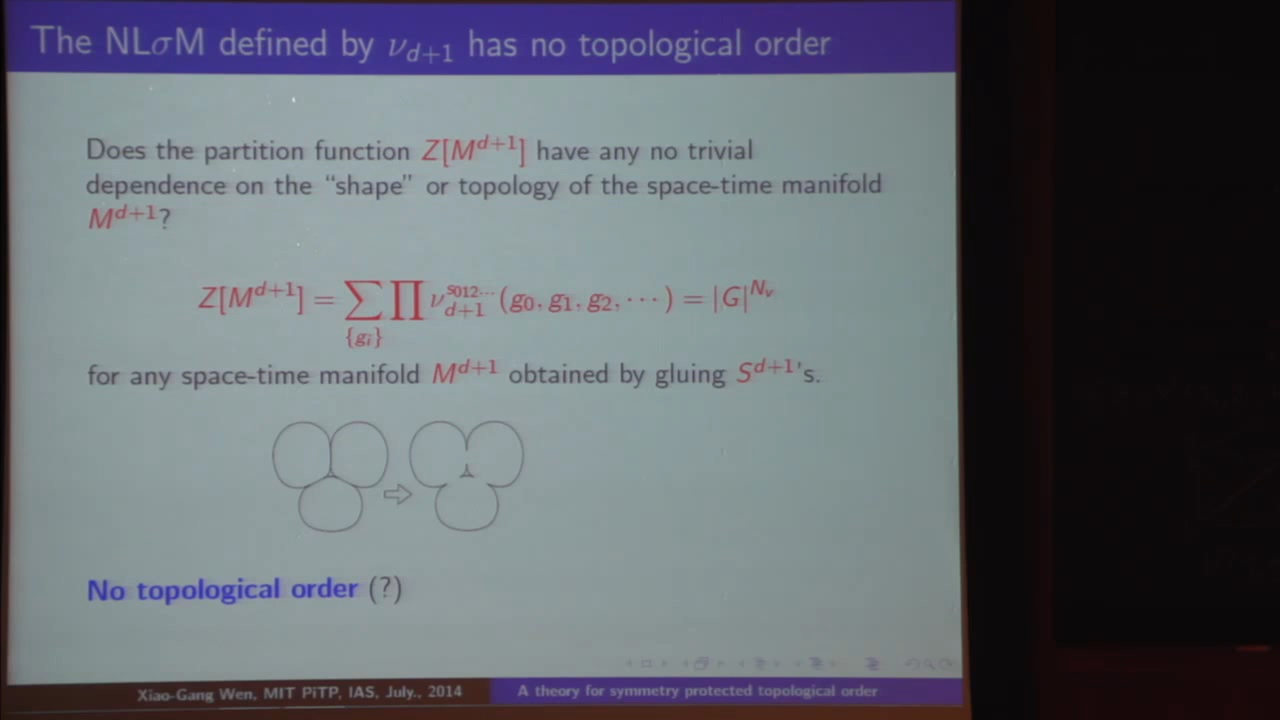 The NLσM defined by ν_{d+1} has no topological order
Does the partition function Z[M^{d+1}] have any no trivial
dependence on the “shape” or topology of the space-time manifold
M^{d+1}?
Z[M^{d+1}] = ∑_{{g_i}} ∏ ν_{d+1}^{s_{012···}}(g_0, g_1, g_2, ···) = |G|^{N_v}
for any space-time manifold M^{d+1} obtained by gluing S^{d+1}'s.
No topological order (?)
Xiao-Gang Wen, MIT PiTP, IAS, July., 2014
A theory for symmetry protected topological order